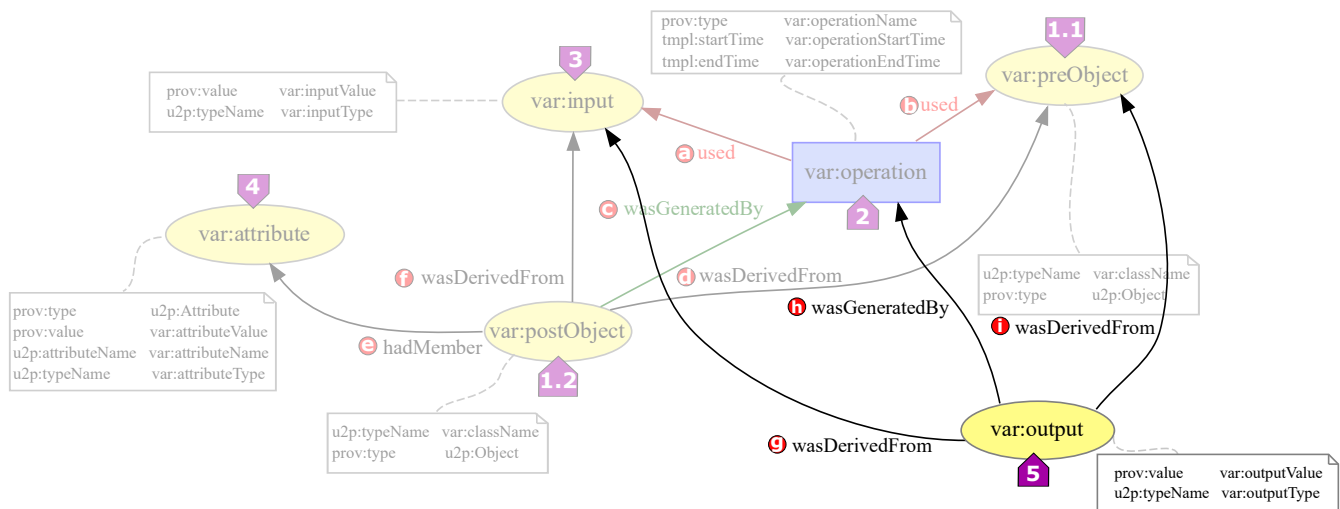 prov:type var:operationName
tmpl:startTime var:operationStartTime
tmpl:endTime var:operationEndTime
1.1
var:preObject
3
var:input
prov:value var:inputValue
u2p:typeName var:inputType
b used
a used
var:operation
2
4
var:attribute
c wasGeneratedBy
f wasDerivedFrom
d wasDerivedFrom
u2p:typeName var:className
prov:type u2p:Object
h wasGeneratedBy
i wasDerivedFrom
prov:type u2p:Attribute
prov:value var:attributeValue
u2p:attributeName var:attributeName
u2p:typeName var:attributeType
var:postObject
e hadMember
1.2
u2p:typeName var:className
prov:type u2p:Object
var:output
g wasDerivedFrom
5
prov:value var:outputValue
u2p:typeName var:outputType